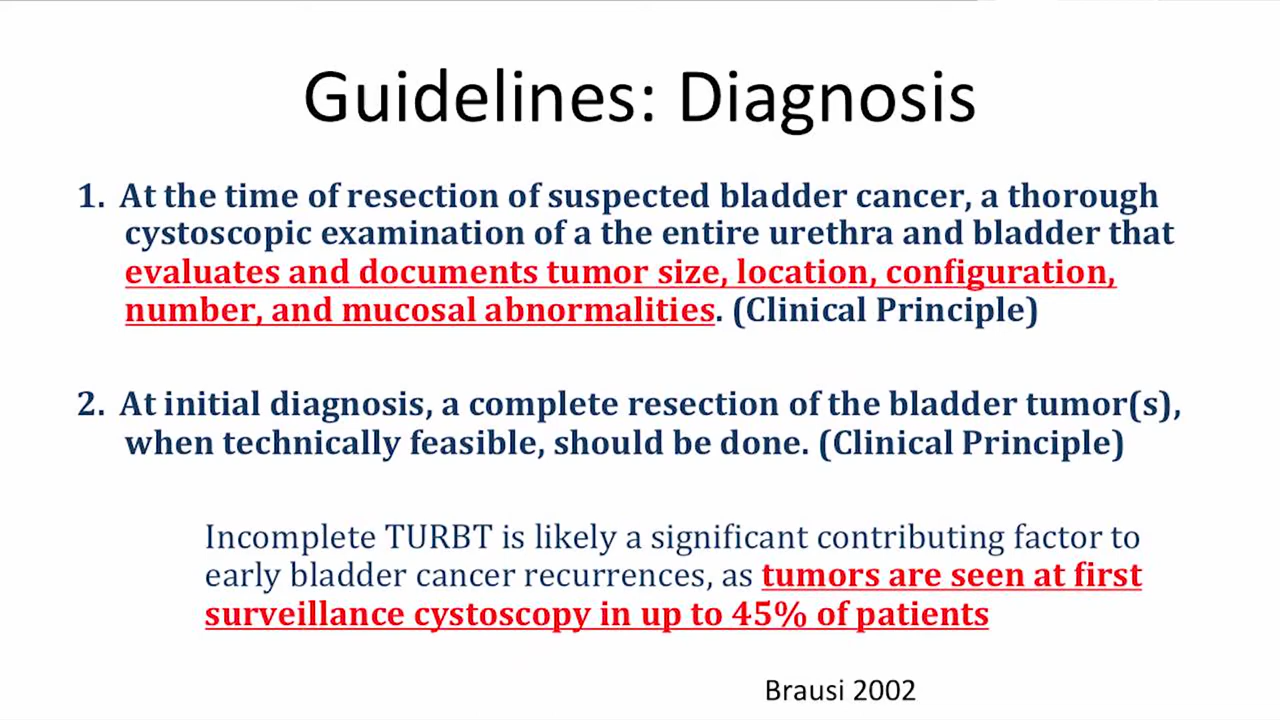 Guidelines: Diagnosis
1. At the time of resection of suspected bladder cancer, a thorough
cystoscopic examination of a the entire urethra and bladder that
evaluates and documents tumor size, location, configuration,
number, and mucosal abnormalities. (Clinical Principle)
2. At initial diagnosis, a complete resection of the bladder tumor(s),
when technically feasible, should be done. (Clinical Principle)
Incomplete TURBT is likely a significant contributing factor to
early bladder cancer recurrences, as tumors are seen at first
surveillance cystoscopy in up to 45% of patients
Brausi 2002